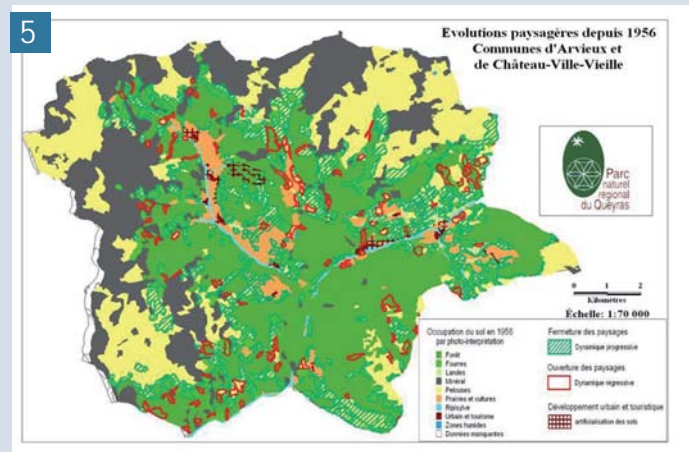 5
Evolutions paysagères depuis 1956
Communes d'Arvieux et
de Château-Ville-Vieille
Parc
naturel
regional
du Queyras
0 1 2
Kilomètres
Échelle: 1:70 000
Occupation du sol en 1956
par photo-interprétation
Forêt
Fourres
Landes
Minéral
Pelouses
Prairies et cultures
Ripisylve
Urbain et tourisme
Zones humides
Données manquantes
Fermeture des paysages
Dynamique progressive
Ouverture des paysages
Dynamique regressive
Développement urbain et touristique
artificialisation des sols